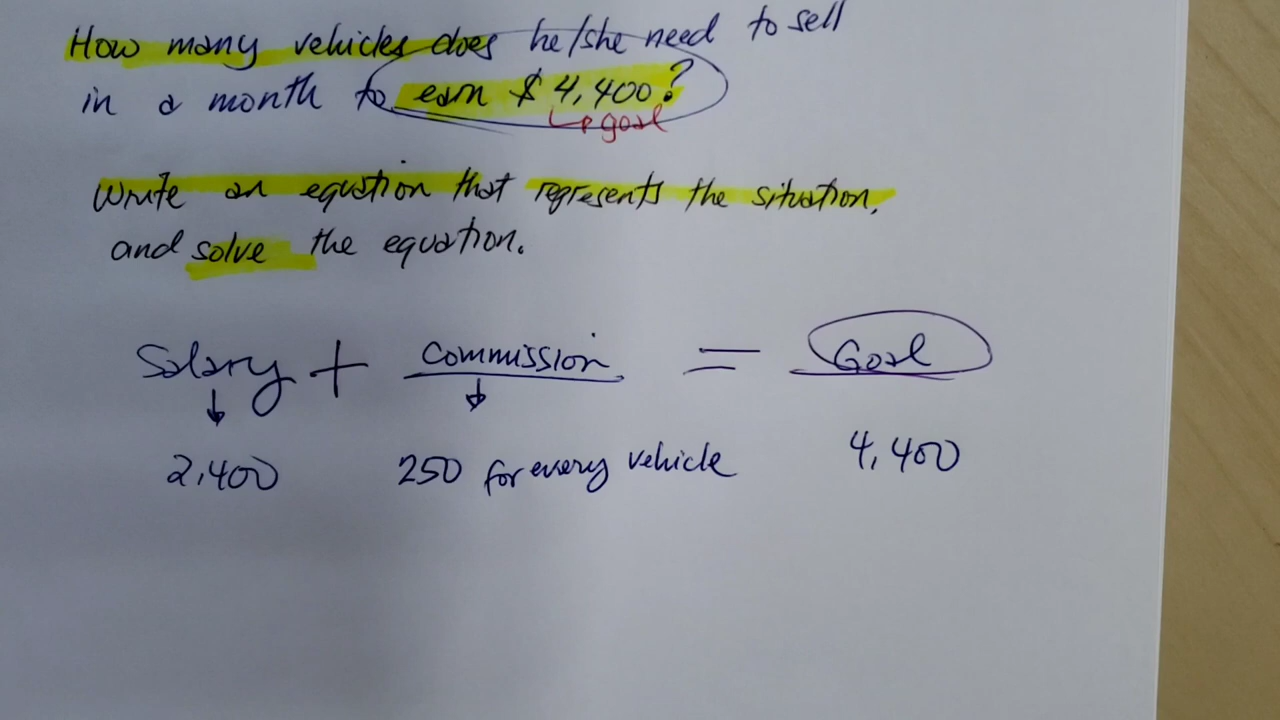 How many vehicles does he/she need to sell
in a month to earn $4,400?
goal
Write an equation that represents the situation,
and solve the equation.
Salary + Commission = Goal
2,400 250 for every vehicle 4,400